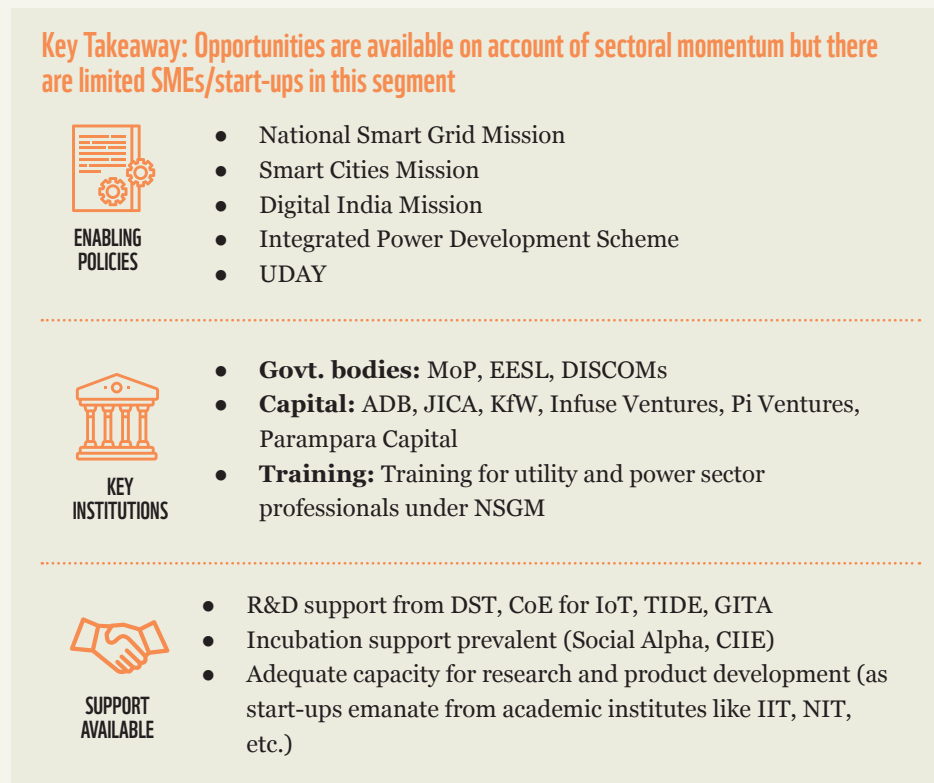 Key Takeaway: Opportunities are available on account of sectoral momentum but there
are limited SMEs/start-ups in this segment
ENABLING
POLICIES
● National Smart Grid Mission
● Smart Cities Mission
● Digital India Mission
● Integrated Power Development Scheme
● UDAY
KEY
INSTITUTIONS
● Govt. bodies: MoP, EESL, DISCOMs
● Capital: ADB, JICA, KfW, Infuse Ventures, Pi Ventures,
Parampara Capital
● Training: Training for utility and power sector
professionals under NSGM
SUPPORT
AVAILABLE
● R&D support from DST, CoE for IoT, TIDE, GITA
● Incubation support prevalent (Social Alpha, CIIE)
● Adequate capacity for research and product development (as
start-ups emanate from academic institutes like IIT, NIT,
etc.)